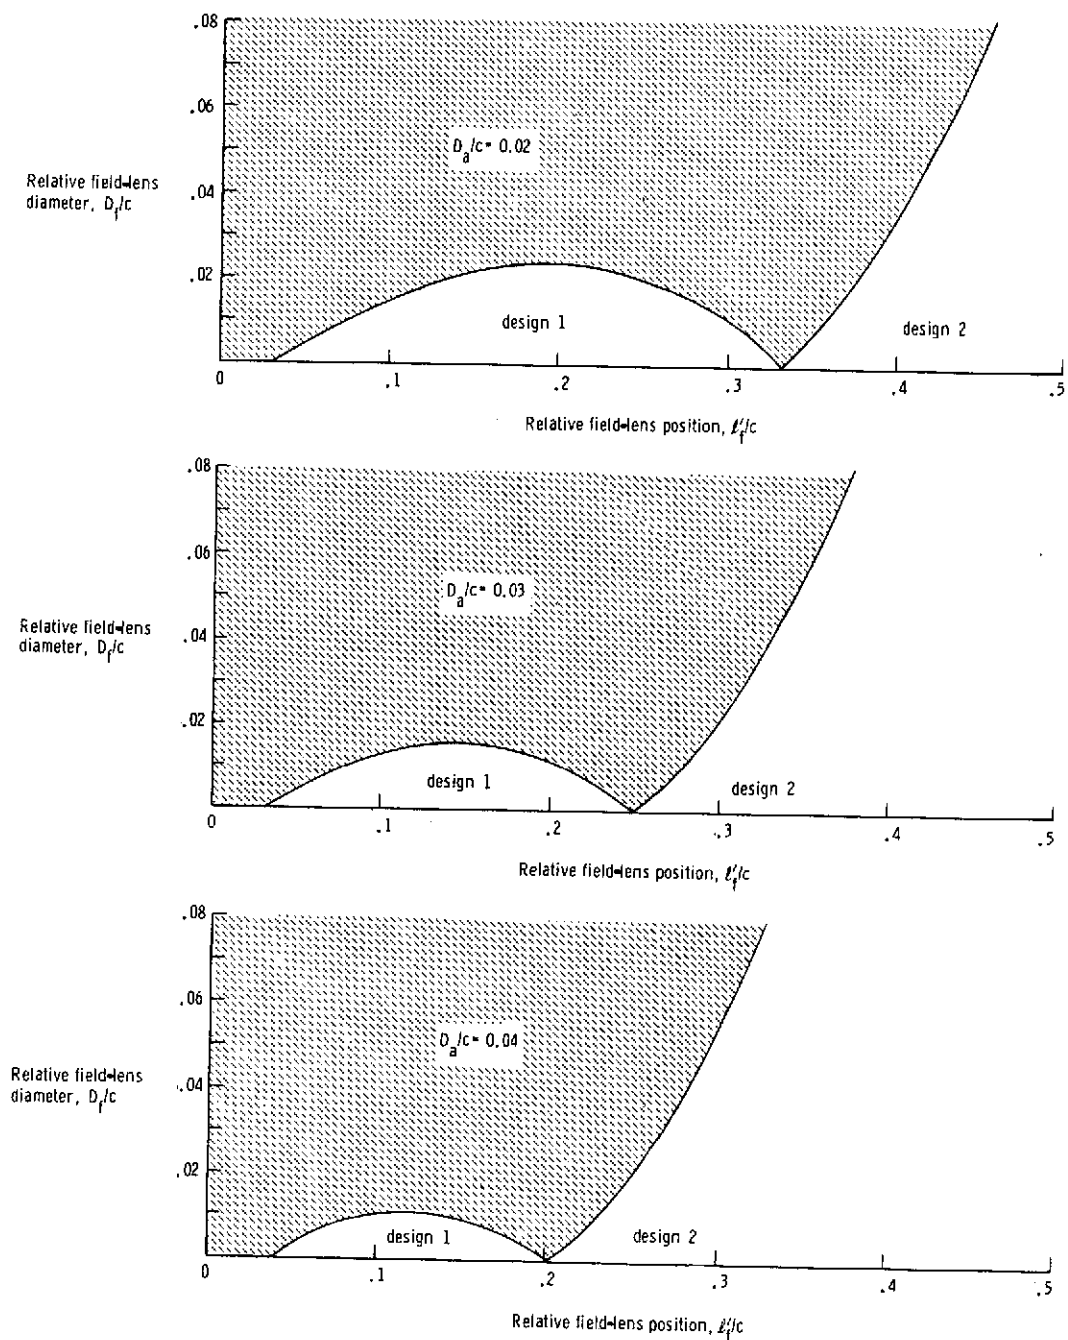 .08
.06
D_a/c= 0.02
Relative field-lens
diameter, D_f/c
.04
.02
design 1
design 2
0 .1 .2 .3 .4 .5
Relative field-lens position, ℓ'_f/c
.08
.06
D_a/c= 0.03
Relative field-lens
diameter, D_f/c
.04
.02
design 1
design 2
0 .1 .2 .3 .4 .5
Relative field-lens position, ℓ'_f/c
.08
.06
D_a/c= 0.04
Relative field-lens
diameter, D_f/c
.04
.02
design 1
design 2
0 .1 .2 .3 .4 .5
Relative field-lens position, ℓ'_f/c